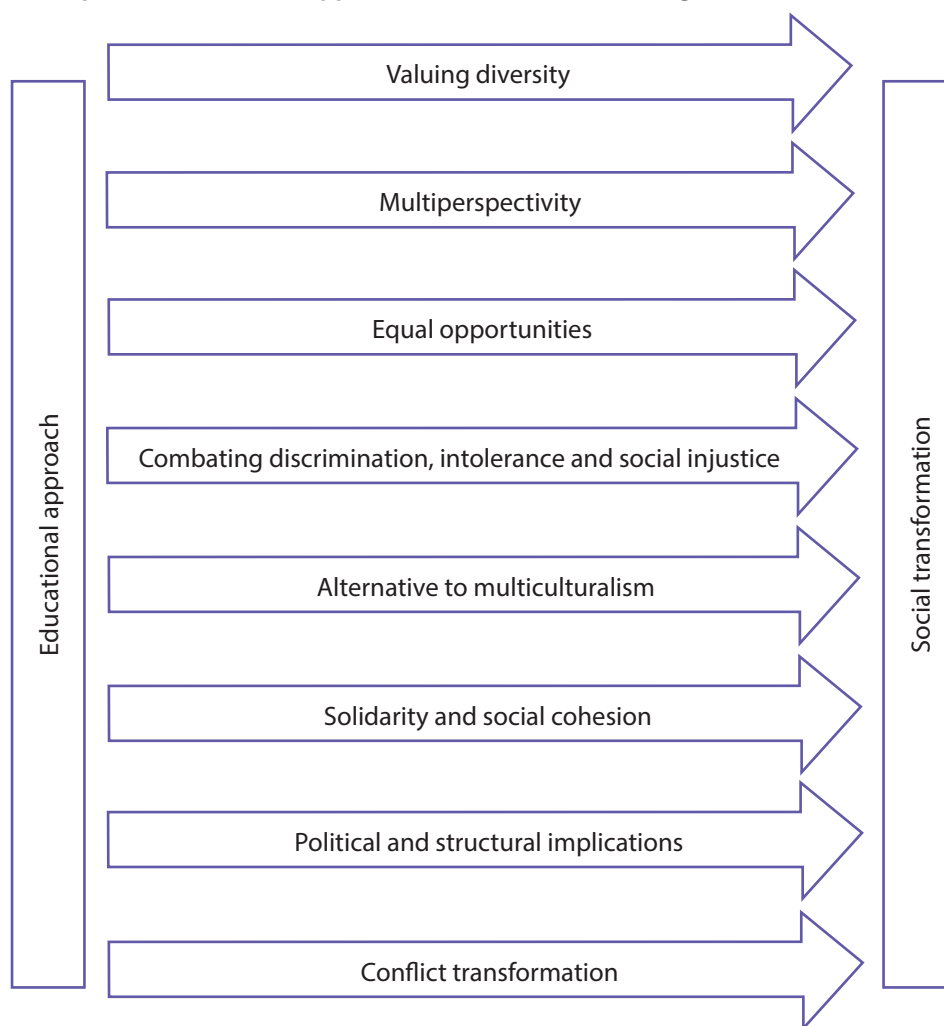 Valuing diversity
Multiperspectivity
Equal opportunities
Combating discrimination, intolerance and social injustice
Alternative to multiculturalism
Solidarity and social cohesion
Political and structural implications
Conflict transformation
Educational approach
Social transformation